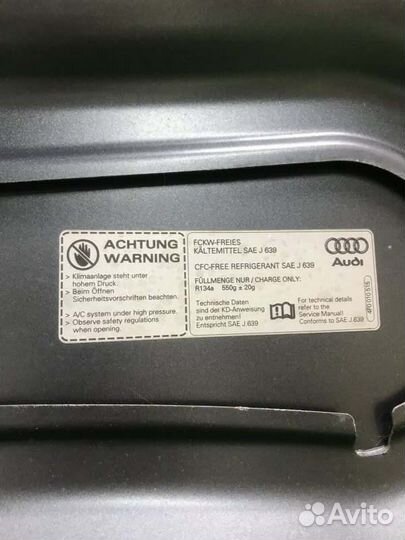 ACHTUNG
WARNING
> Klimaanlage steht unter
hohem Druck.
> Beim Öffnen
Sicherheitsvorschriften beachten.
> A/C system under high pressure.
> Observe safety regulations
when opening.
FCKW-FREIES
KÄLTEMITTEL SAE J 639
CFC-FREE REFRIGERANT SAE J 639
FÜLLMENGE NUR / CHARGE ONLY:
R134a 550g ± 20g
Technische Daten
sind der KD-Anweisung
zu entnehmen!
Entspricht SAE J 639
For technical details
refer to the
Service Manual!
Conforms to SAE J 639
Audi
4F0 010 515
Avito